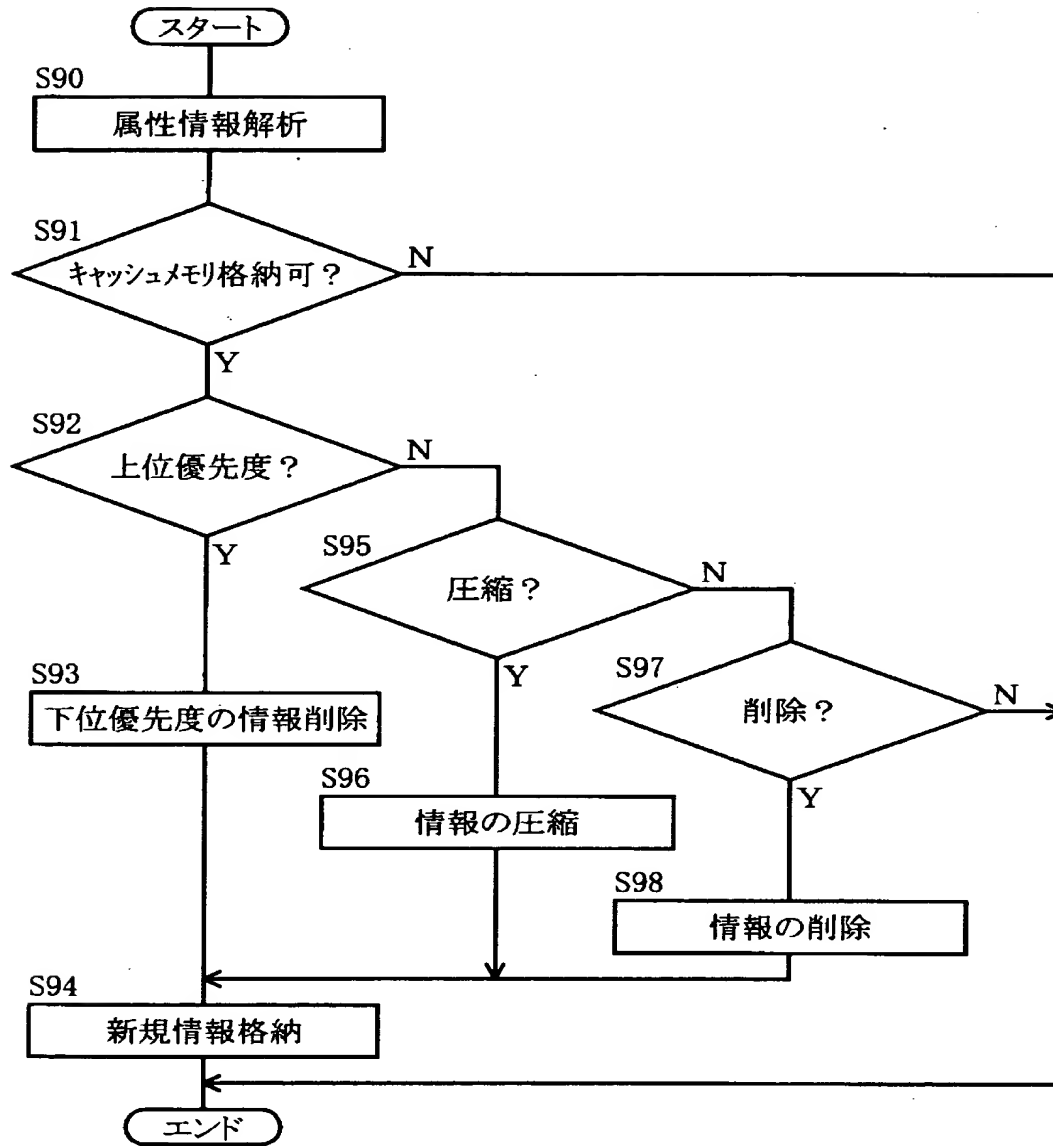 スタート
S90
属性情報解析
S91
キャッシュメモリ格納可？
N
Y
S92
上位優先度？
N
Y
S95
圧縮？
N
Y
S97
削除？
N
Y
S93
下位優先度の情報削除
S96
情報の圧縮
S98
情報の削除
S94
新規情報格納
エンド